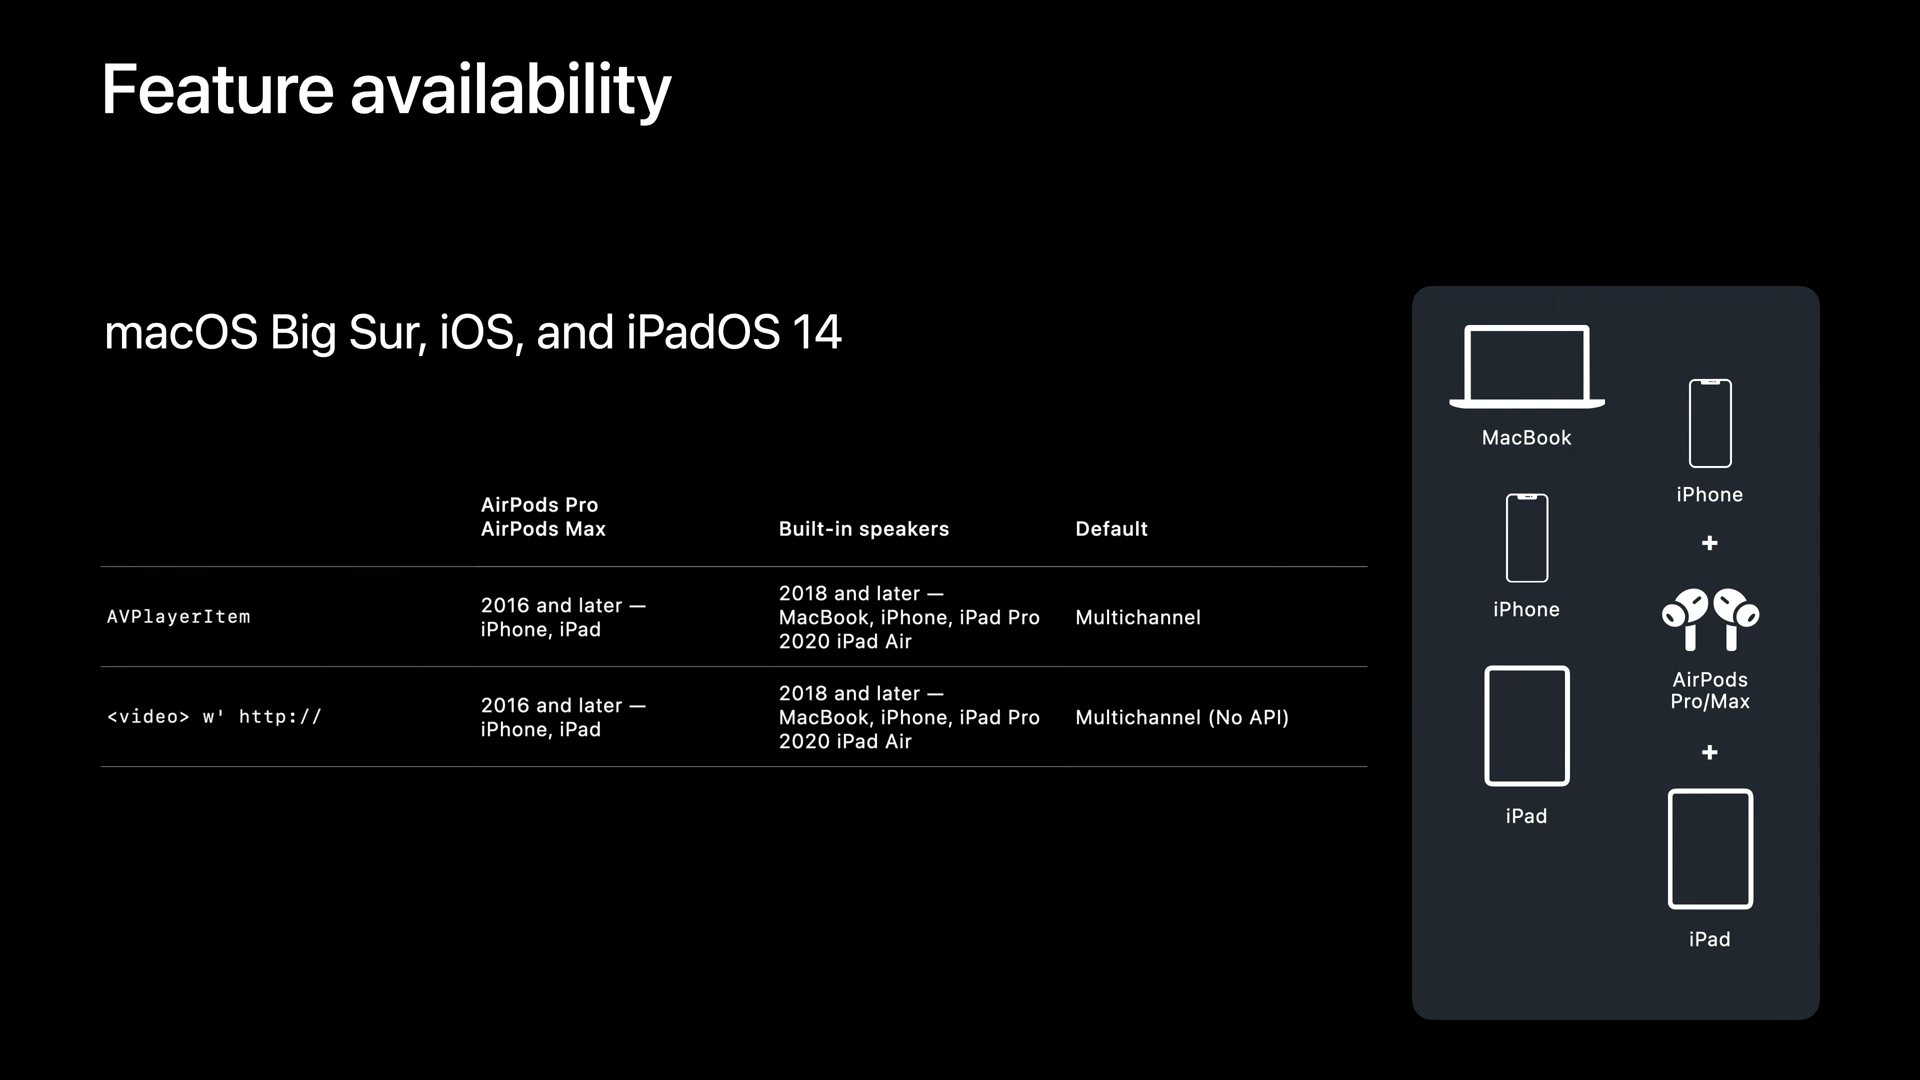 Feature availability
macOS Big Sur, iOS, and iPadOS 14
AirPods Pro
AirPods Max
Built-in speakers
Default
AVPlayerItem
2016 and later —
iPhone, iPad
2018 and later —
MacBook, iPhone, iPad Pro
2020 iPad Air
Multichannel
<video> w' http://
2016 and later —
iPhone, iPad
2018 and later —
MacBook, iPhone, iPad Pro
2020 iPad Air
Multichannel (No API)
MacBook
iPhone
iPad
iPhone
+
AirPods
Pro/Max
+
iPad